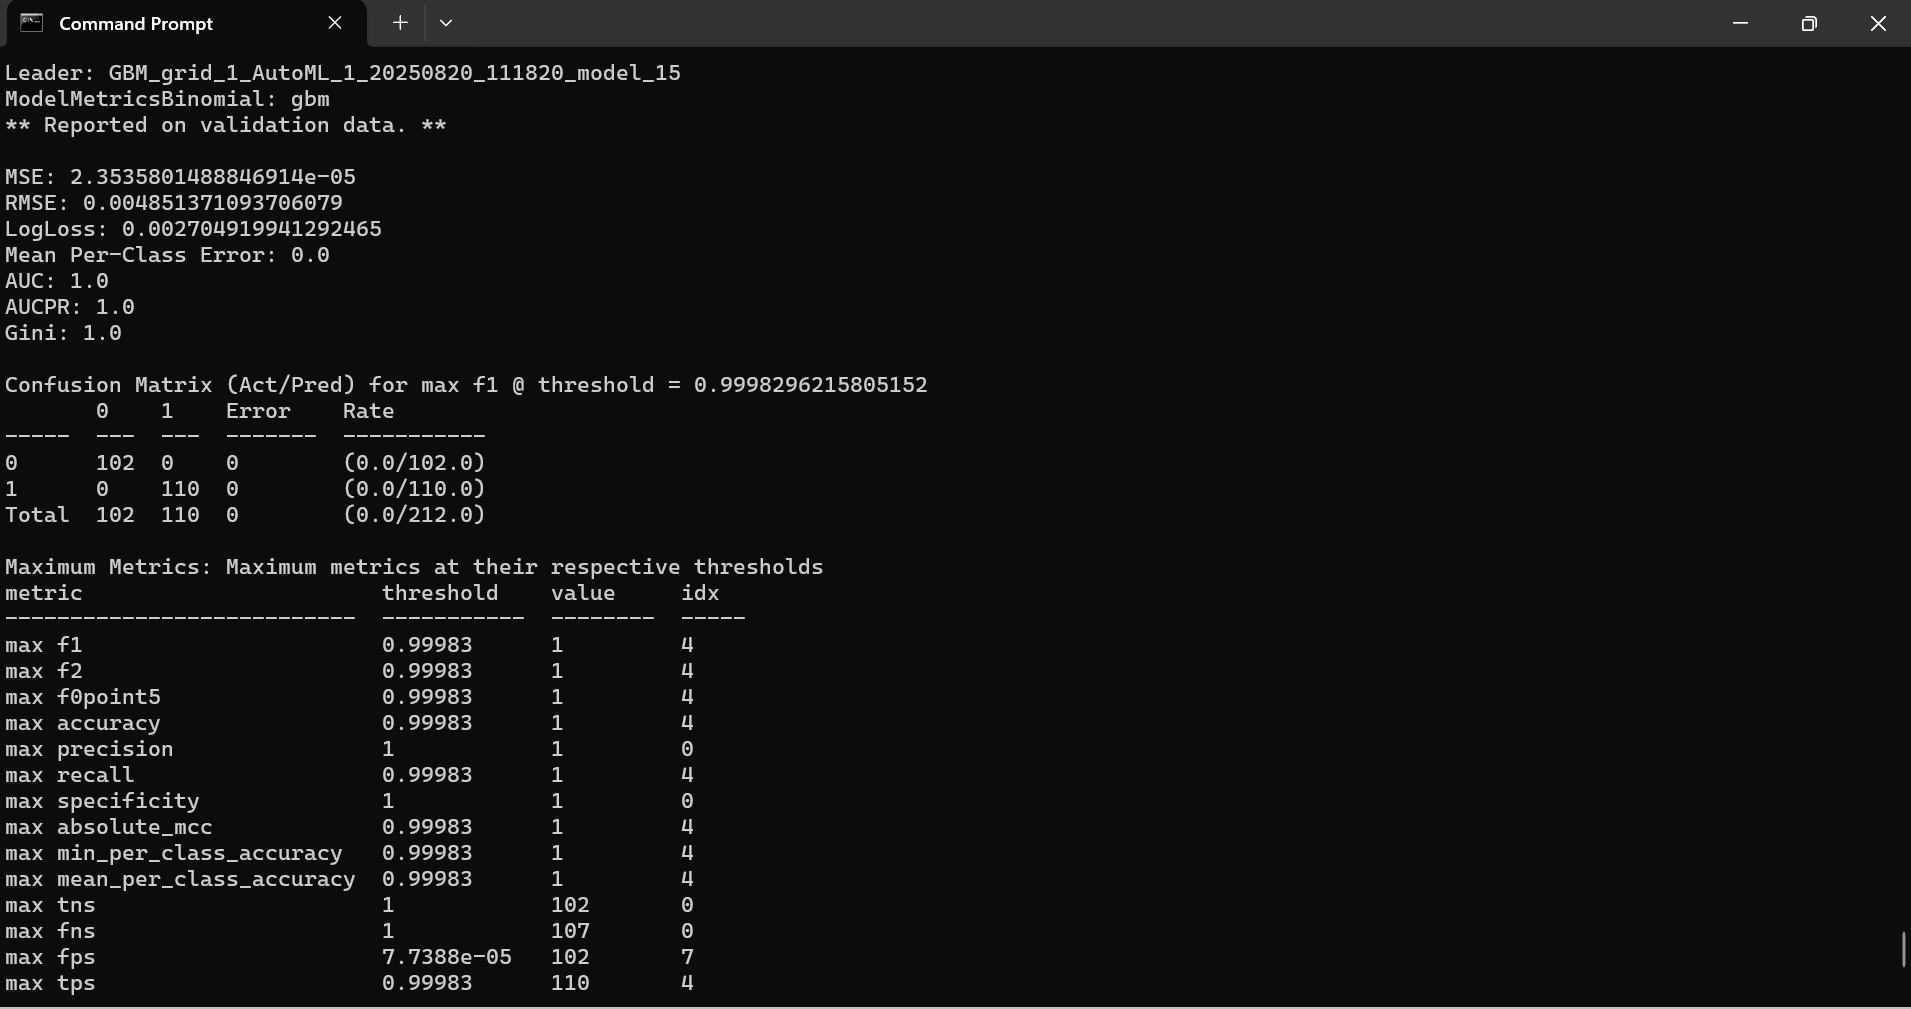 Command Prompt
Leader: GBM_grid_1_AutoML_1_20250820_111820_model_15
ModelMetricsBinomial: gbm
** Reported on validation data. **
MSE: 2.3535801488846914e-05
RMSE: 0.004851371093706079
LogLoss: 0.002704919941292465
Mean Per-Class Error: 0.0
AUC: 1.0
AUCPR: 1.0
Gini: 1.0
Confusion Matrix (Act/Pred) for max f1 @ threshold = 0.9998296215805152
       0    1    Error    Rate
-----  ---  ---  -------  -----------
0      102  0    0        (0.0/102.0)
1      0    110  0        (0.0/110.0)
Total  102  110  0        (0.0/212.0)
Maximum Metrics: Maximum metrics at their respective thresholds
metric                       threshold    value     idx
---------------------------  -----------  --------  -----
max f1                       0.99983      1         4
max f2                       0.99983      1         4
max f0point5                 0.99983      1         4
max accuracy                 0.99983      1         4
max precision                1            1         0
max recall                   0.99983      1         4
max specificity              1            1         0
max absolute_mcc             0.99983      1         4
max min_per_class_accuracy   0.99983      1         4
max mean_per_class_accuracy  0.99983      1         4
max tns                      1            102       0
max fns                      1            107       0
max fps                      7.7388e-05   102       7
max tps                      0.99983      110       4